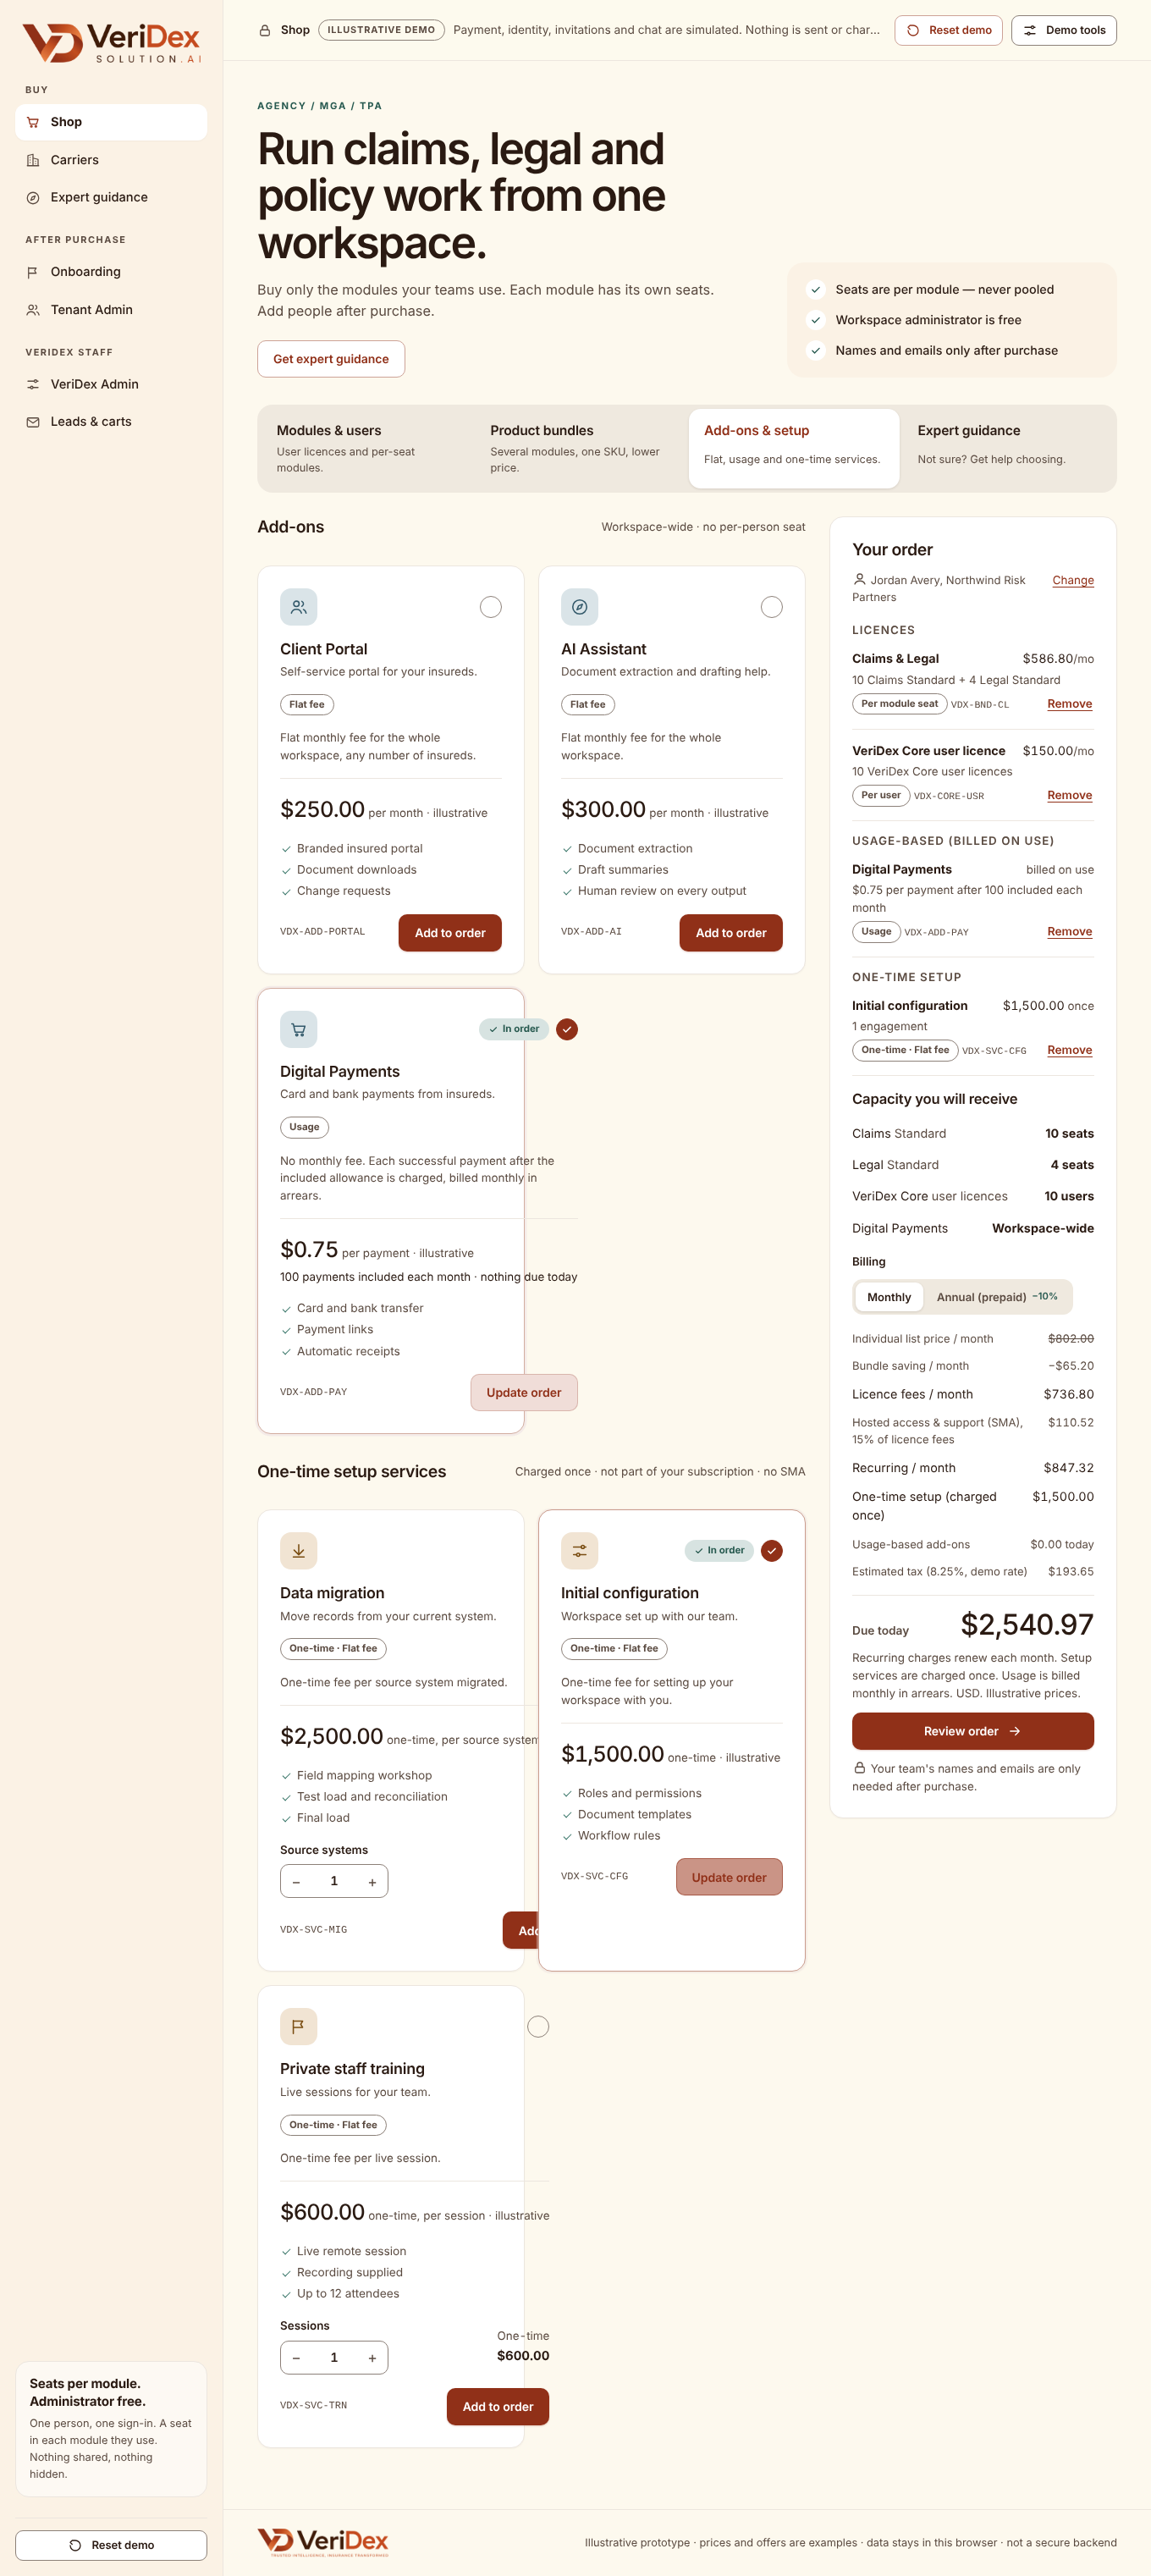 VeriDex
SOLUTION.AI
BUY
Shop
Carriers
Expert guidance
AFTER PURCHASE
Onboarding
Tenant Admin
VERIDEX STAFF
VeriDex Admin
Leads & carts
Seats per module.
Administrator free.
One person, one sign-in. A seat
in each module they use.
Nothing shared, nothing
hidden.
Reset demo
Shop
ILLUSTRATIVE DEMO
Payment, identity, invitations and chat are simulated. Nothing is sent or char...
Reset demo
Demo tools
AGENCY / MGA / TPA
Run claims, legal and
policy work from one
workspace.
Buy only the modules your teams use. Each module has its own seats.
Add people after purchase.
Get expert guidance
Seats are per module — never pooled
Workspace administrator is free
Names and emails only after purchase
Modules & users
User licences and per-seat
modules.
Product bundles
Several modules, one SKU, lower
price.
Add-ons & setup
Flat, usage and one-time services.
Expert guidance
Not sure? Get help choosing.
Add-ons
Workspace-wide · no per-person seat
Client Portal
Self-service portal for your insureds.
Flat fee
Flat monthly fee for the whole
workspace, any number of insureds.
$250.00 per month · illustrative
Branded insured portal
Document downloads
Change requests
VDX-ADD-PORTAL
Add to order
AI Assistant
Document extraction and drafting help.
Flat fee
Flat monthly fee for the whole
workspace.
$300.00 per month · illustrative
Document extraction
Draft summaries
Human review on every output
VDX-ADD-AI
Add to order
In order
Digital Payments
Card and bank payments from insureds.
Usage
No monthly fee. Each successful payment after the
included allowance is charged, billed monthly in
arrears.
$0.75 per payment · illustrative
100 payments included each month · nothing due today
Card and bank transfer
Payment links
Automatic receipts
VDX-ADD-PAY
Update order
One-time setup services
Charged once · not part of your subscription · no SMA
Data migration
Move records from your current system.
One-time · Flat fee
One-time fee per source system migrated.
$2,500.00 one-time, per source system
Field mapping workshop
Test load and reconciliation
Final load
Source systems
− 1 +
VDX-SVC-MIG
Add
In order
Initial configuration
Workspace set up with our team.
One-time · Flat fee
One-time fee for setting up your
workspace with you.
$1,500.00 one-time · illustrative
Roles and permissions
Document templates
Workflow rules
VDX-SVC-CFG
Update order
Private staff training
Live sessions for your team.
One-time · Flat fee
One-time fee per live session.
$600.00 one-time, per session · illustrative
Live remote session
Recording supplied
Up to 12 attendees
Sessions
− 1 +
One-time
$600.00
VDX-SVC-TRN
Add to order
Your order
Jordan Avery, Northwind Risk
Partners
Change
LICENCES
Claims & Legal $586.80/mo
10 Claims Standard + 4 Legal Standard
Per module seat VDX-BND-CL Remove
VeriDex Core user licence $150.00/mo
10 VeriDex Core user licences
Per user VDX-CORE-USR Remove
USAGE-BASED (BILLED ON USE)
Digital Payments billed on use
$0.75 per payment after 100 included each
month
Usage VDX-ADD-PAY Remove
ONE-TIME SETUP
Initial configuration $1,500.00 once
1 engagement
One-time · Flat fee VDX-SVC-CFG Remove
Capacity you will receive
Claims Standard 10 seats
Legal Standard 4 seats
VeriDex Core user licences 10 users
Digital Payments Workspace-wide
Billing
Monthly Annual (prepaid) −10%
Individual list price / month $802.00
Bundle saving / month −$65.20
Licence fees / month $736.80
Hosted access & support (SMA), $110.52
15% of licence fees
Recurring / month $847.32
One-time setup (charged $1,500.00
once)
Usage-based add-ons $0.00 today
Estimated tax (8.25%, demo rate) $193.65
Due today $2,540.97
Recurring charges renew each month. Setup
services are charged once. Usage is billed
monthly in arrears. USD. Illustrative prices.
Review order
Your team's names and emails are only
needed after purchase.
VeriDex
TRUSTED INTELLIGENCE. INSURANCE TRANSFORMED.
Illustrative prototype · prices and offers are examples · data stays in this browser · not a secure backend